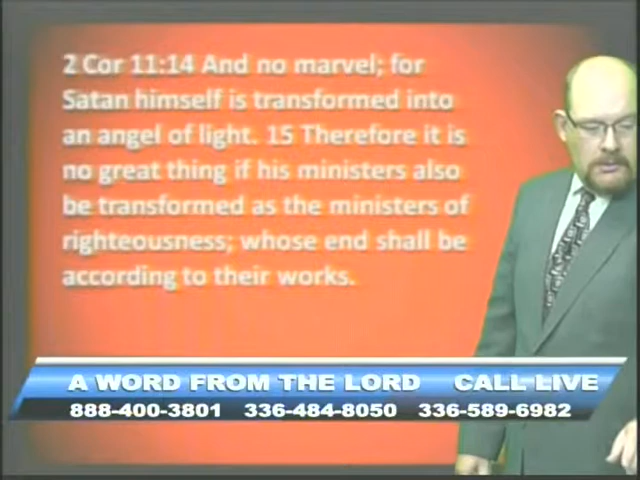 2 Cor 11:14 And no marvel; for
Satan himself is transformed into
an angel of light. 15 Therefore it is
no great thing if his ministers also
be transformed as the ministers of
righteousness; whose end shall be
according to their works.
A WORD FROM THE LORD CALL LIVE
888-400-3801 336-484-8050 336-589-6982